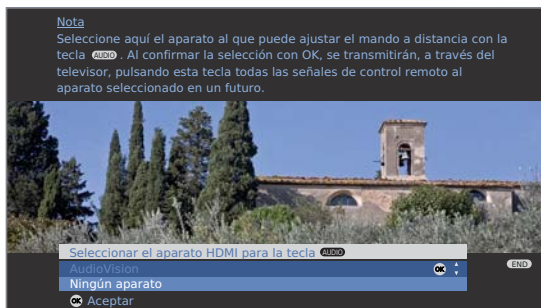 Nota
Seleccione aquí el aparato al que puede ajustar el mando a distancia con la
tecla AUDIO . Al confirmar la selección con OK, se transmitirán, a través del
televisor, pulsando esta tecla todas las señales de control remoto al
aparato seleccionado en un futuro.
Seleccionar el aparato HDMI para la tecla AUDIO
AudioVision OK
END
Ningún aparato
OK Aceptar